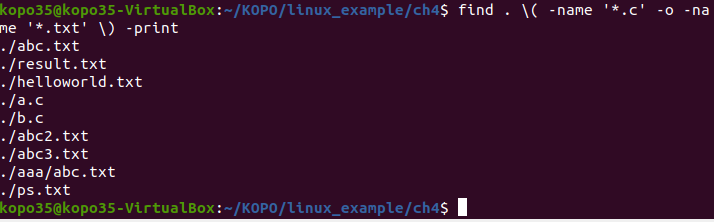 kopo35@kopo35-VirtualBox:~/KOPO/linux_example/ch4$ find . \( -name '*.c' -o -na
me '*.txt' \) -print
./abc.txt
./result.txt
./helloworld.txt
./a.c
./b.c
./abc2.txt
./abc3.txt
./aaa/abc.txt
./ps.txt
kopo35@kopo35-VirtualBox:~/KOPO/linux_example/ch4$